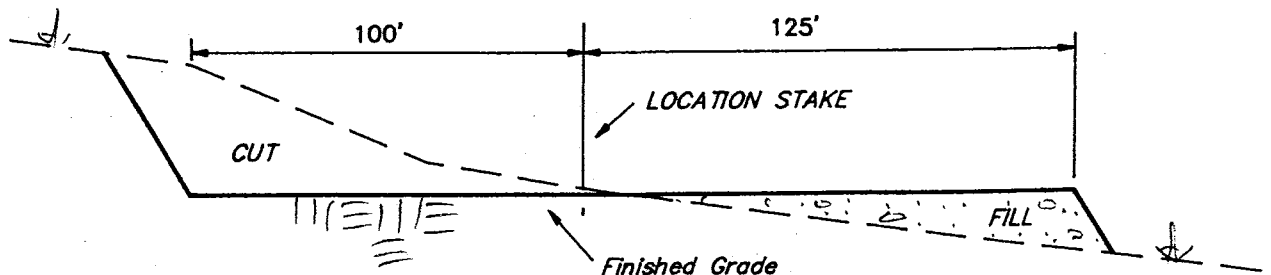 100' 125'
LOCATION STAKE
CUT
FILL
Finished Grade